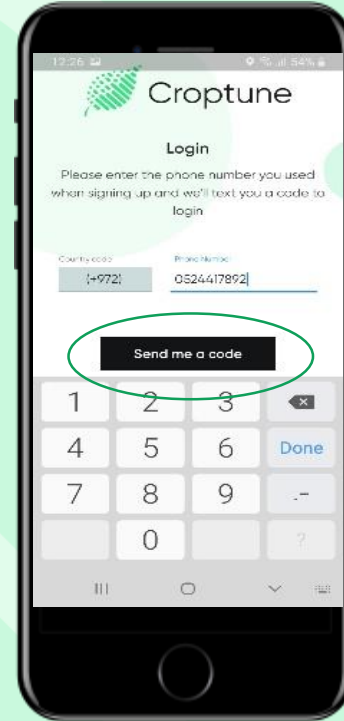 12:26 54%
Croptune
Login
Please enter the phone number you used
when signing up and we'll text you a code to
login
Country code Phone Number
(+972) 0524417892
Send me a code
1 2 3
4 5 6 Done
7 8 9 .-
0 ?